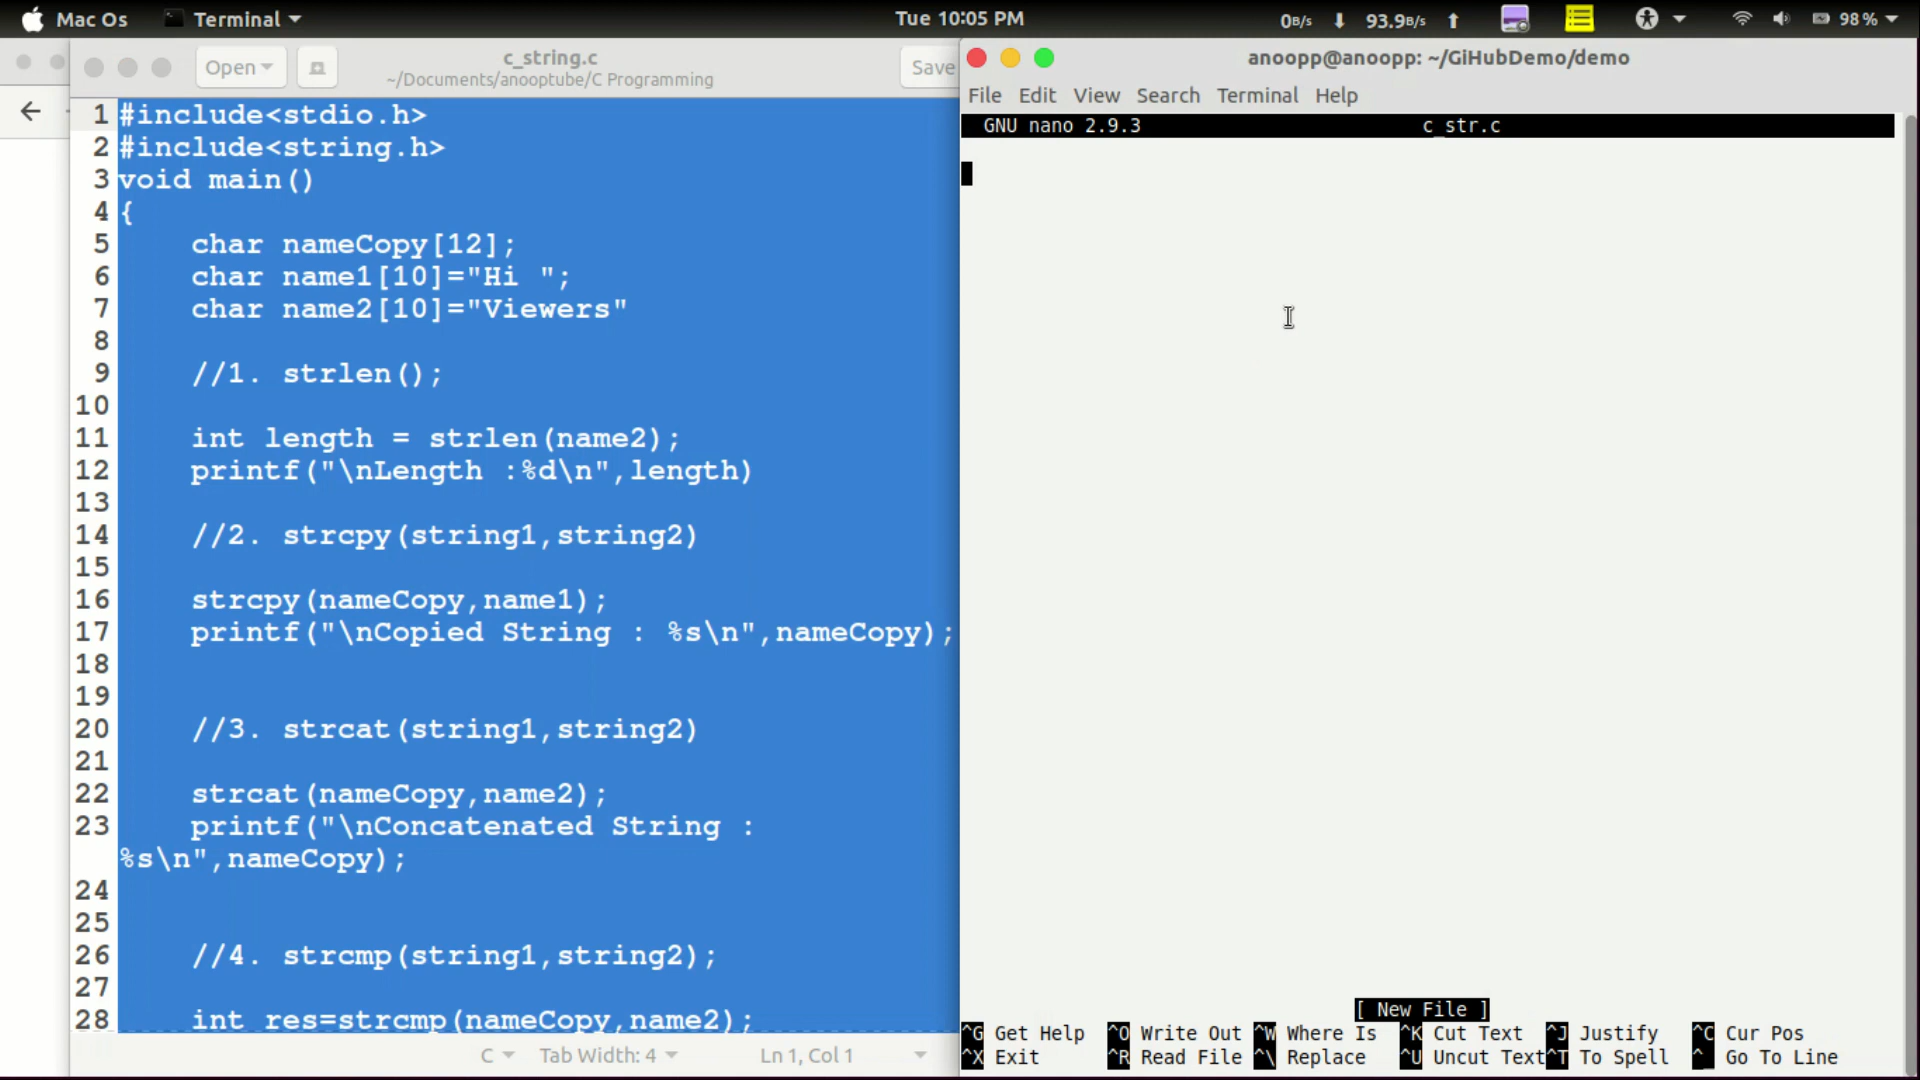 Mac Os Terminal Tue 10:05 PM 0B/s 93.9B/s 98 %
Open c_string.c Save
~/Documents/anooptube/C Programming
1 #include<stdio.h>
2 #include<string.h>
3 void main()
4 {
5 char nameCopy[12];
6 char name1[10]="Hi ";
7 char name2[10]="Viewers"
8
9 //1. strlen();
10
11 int length = strlen(name2);
12 printf("\nLength :%d\n",length)
13
14 //2. strcpy(string1,string2)
15
16 strcpy(nameCopy,name1);
17 printf("\nCopied String : %s\n",nameCopy);
18
19
20 //3. strcat(string1,string2)
21
22 strcat(nameCopy,name2);
23 printf("\nConcatenated String :
%s\n",nameCopy);
24
25
26 //4. strcmp(string1,string2);
27
28 int res=strcmp(nameCopy,name2);
C Tab Width: 4 Ln 1, Col 1
anoopp@anoopp: ~/GiHubDemo/demo
File Edit View Search Terminal Help
GNU nano 2.9.3 c_str.c
[ New File ]
^G Get Help ^O Write Out ^W Where Is ^K Cut Text ^J Justify ^C Cur Pos
^X Exit ^R Read File ^\ Replace ^U Uncut Text ^T To Spell ^_ Go To Line